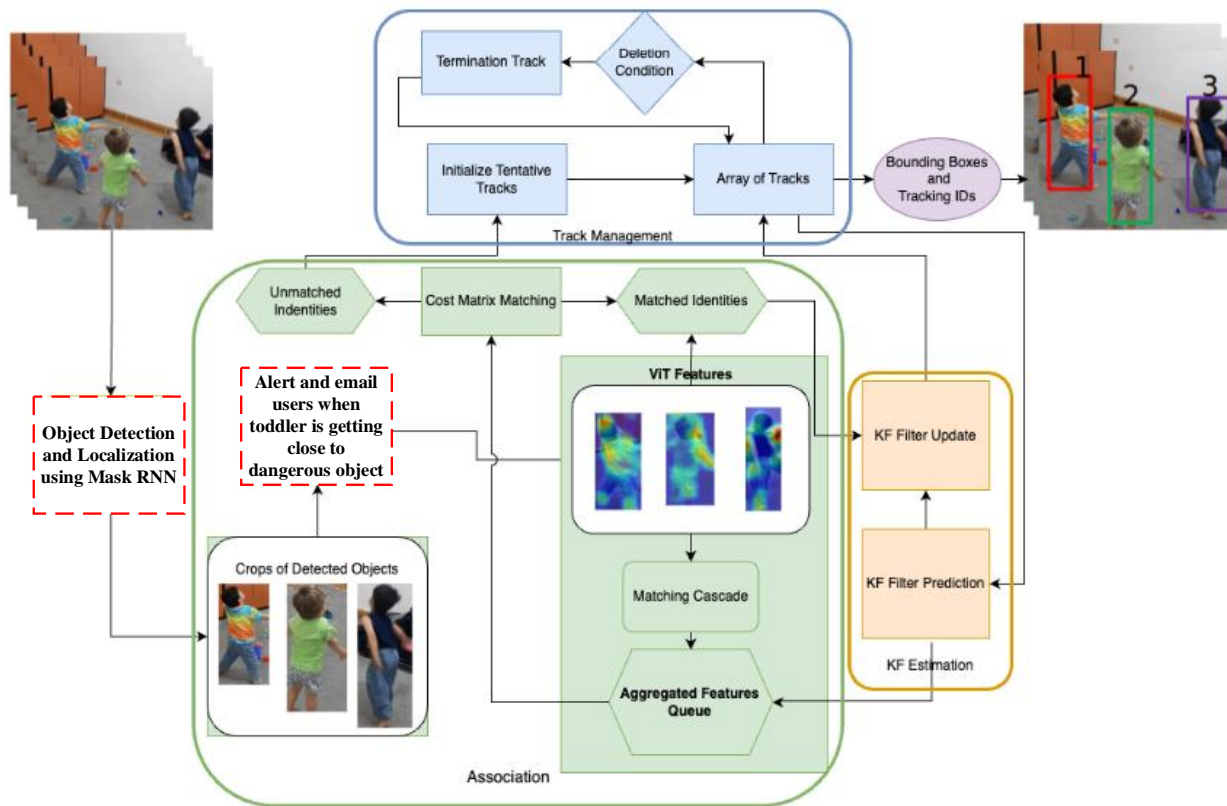 Termination Track
Deletion
Condition
1
2
3
Initialize Tentative
Tracks
Array of Tracks
Bounding Boxes
and
Tracking IDs
Track Management
Unmatched
Indentities
Cost Matrix Matching
Matched Identities
Alert and email
users when
toddler is getting
close to
dangerous object
ViT Features
Object Detection
and Localization
using Mask RNN
KF Filter Update
Crops of Detected Objects
Matching Cascade
KF Filter Prediction
KF Estimation
Aggregated Features
Queue
Association